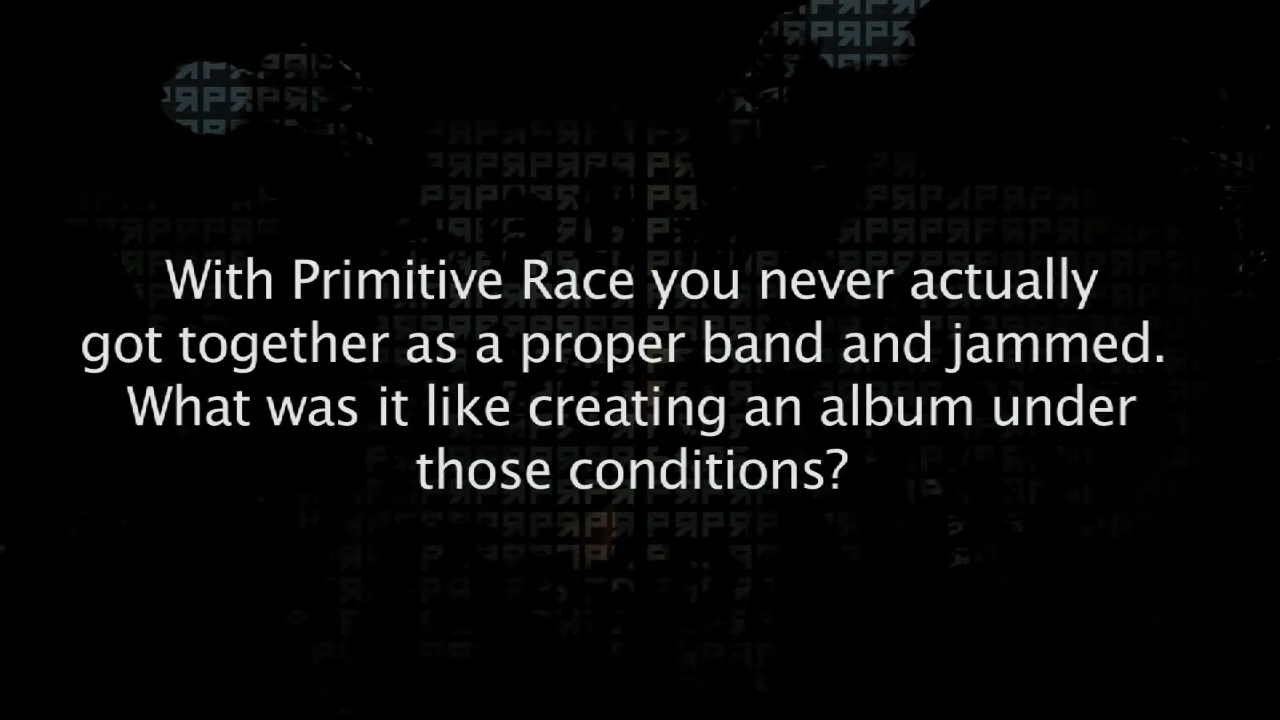 With Primitive Race you never actually
got together as a proper band and jammed.
What was it like creating an album under
those conditions?